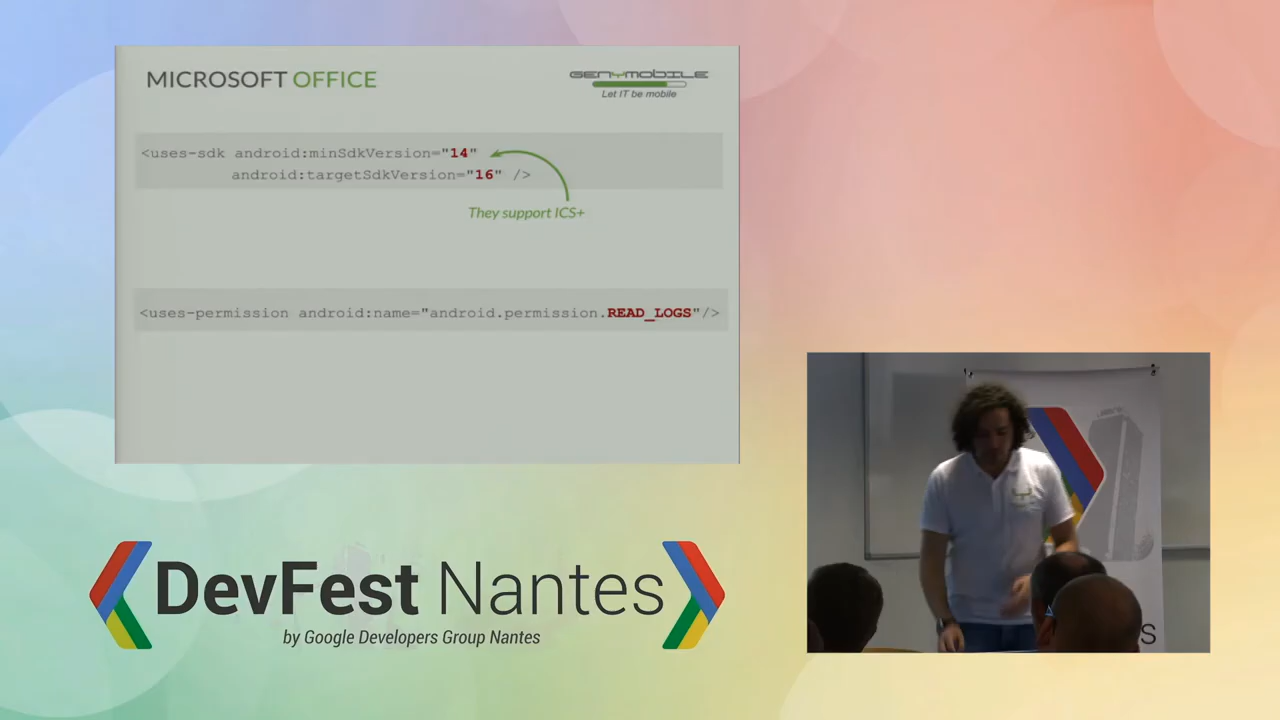 MICROSOFT OFFICE
GENYMOBILE
Let IT be mobile
<uses-sdk android:minSdkVersion="14"
android:targetSdkVersion="16" />
They support ICS+
<uses-permission android:name="android.permission.READ_LOGS"/>
DevFest Nantes
by Google Developers Group Nantes
s